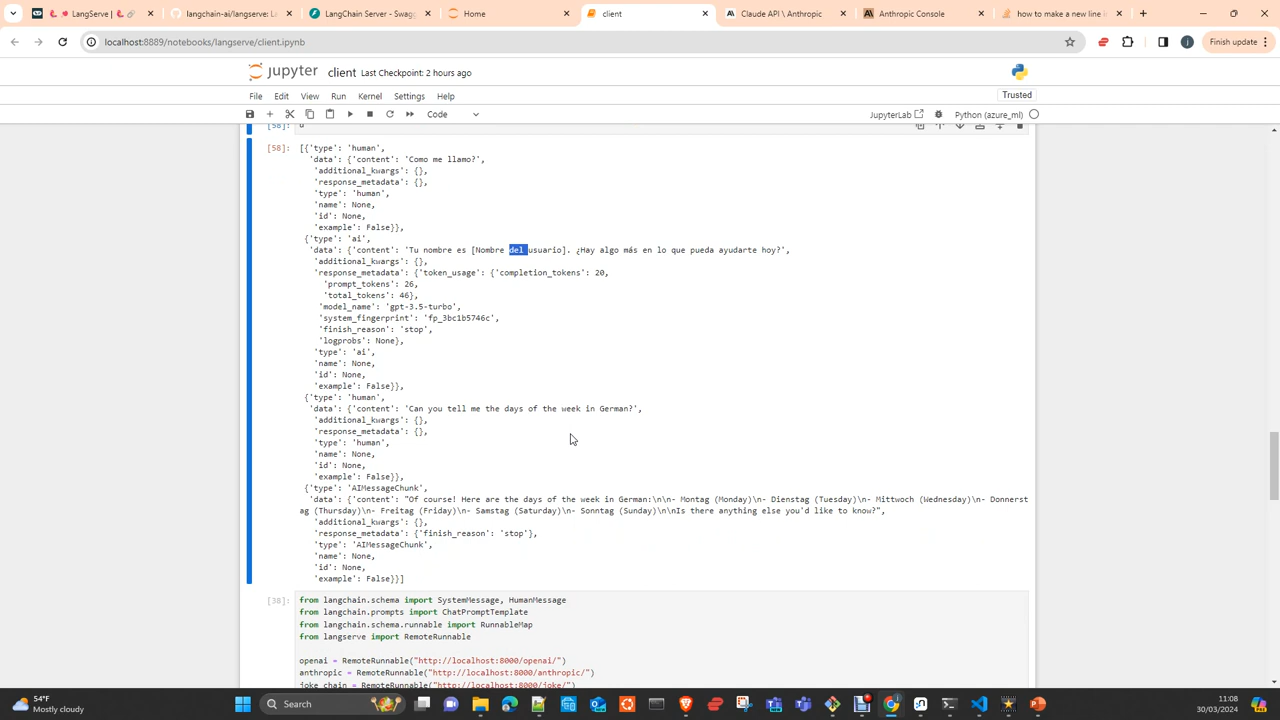 LangServe |
langchain-ai/langserve: La
LangChain Server - Swagg
Home
client
Claude API \ Anthropic
Anthropic Console
how to make a new line i
localhost:8889/notebooks/langserve/client.ipynb
Finish update
jupyter client Last Checkpoint: 2 hours ago
File Edit View Run Kernel Settings Help
Trusted
Code
JupyterLab
Python (azure_ml)
[58]:
[58]: [{'type': 'human',
'data': {'content': 'Como me llamo?',
'additional_kwargs': {},
'response_metadata': {},
'type': 'human',
'name': None,
'id': None,
'example': False}},
{'type': 'ai',
'data': {'content': 'Tu nombre es [Nombre del usuario]. ¿Hay algo más en lo que pueda ayudarte hoy?',
'additional_kwargs': {},
'response_metadata': {'token_usage': {'completion_tokens': 20,
'prompt_tokens': 26,
'total_tokens': 46},
'model_name': 'gpt-3.5-turbo',
'system_fingerprint': 'fp_3bc1b5746c',
'finish_reason': 'stop',
'logprobs': None},
'type': 'ai',
'name': None,
'id': None,
'example': False}},
{'type': 'human',
'data': {'content': 'Can you tell me the days of the week in German?',
'additional_kwargs': {},
'response_metadata': {},
'type': 'human',
'name': None,
'id': None,
'example': False}},
{'type': 'AIMessageChunk',
'data': {'content': "Of course! Here are the days of the week in German:\n\n- Montag (Monday)\n- Dienstag (Tuesday)\n- Mittwoch (Wednesday)\n- Donnerst
ag (Thursday)\n- Freitag (Friday)\n- Samstag (Saturday)\n- Sonntag (Sunday)\n\nIs there anything else you'd like to know?",
'additional_kwargs': {},
'response_metadata': {'finish_reason': 'stop'},
'type': 'AIMessageChunk',
'name': None,
'id': None,
'example': False}}]
[38]: from langchain.schema import SystemMessage, HumanMessage
from langchain.prompts import ChatPromptTemplate
from langchain.schema.runnable import RunnableMap
from langserve import RemoteRunnable
openai = RemoteRunnable("http://localhost:8000/openai/")
anthropic = RemoteRunnable("http://localhost:8000/anthropic/")
joke_chain = RemoteRunnable("http://localhost:8000/joke/")
54°F
Mostly cloudy
Search
11:08
30/03/2024